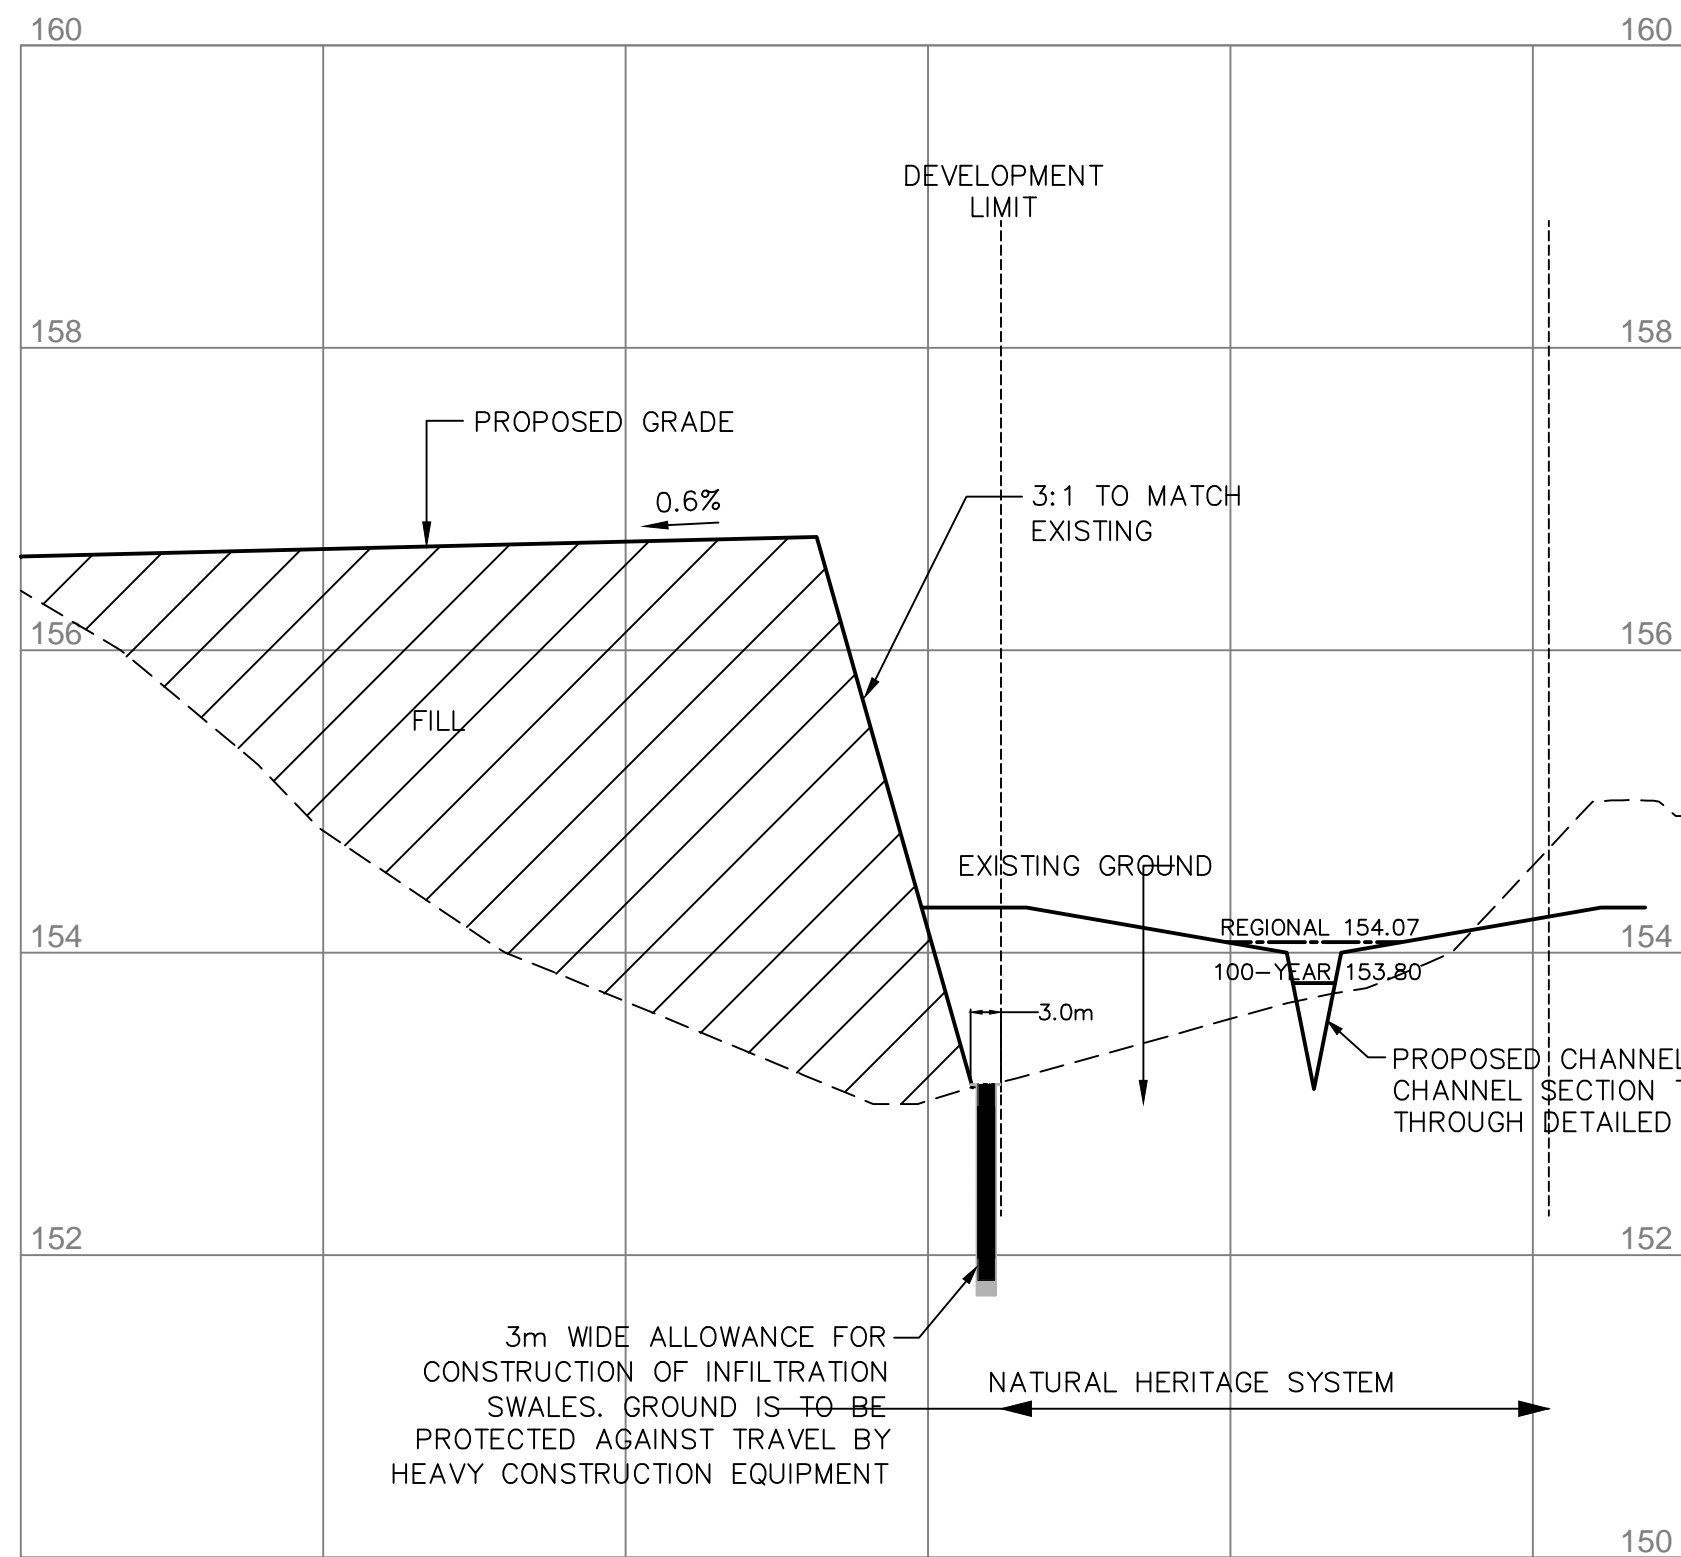 160
160
DEVELOPMENT
LIMIT
158
158
PROPOSED GRADE
0.6%
3:1 TO MATCH
EXISTING
156
156
FILL
EXISTING GROUND
REGIONAL 154.07
154
154
100-YEAR 153.80
3.0m
PROPOSED CHANNEL
CHANNEL SECTION
THROUGH DETAILED
152
152
3m WIDE ALLOWANCE FOR
CONSTRUCTION OF INFILTRATION
SWALES. GROUND IS TO BE
PROTECTED AGAINST TRAVEL BY
HEAVY CONSTRUCTION EQUIPMENT
NATURAL HERITAGE SYSTEM
150